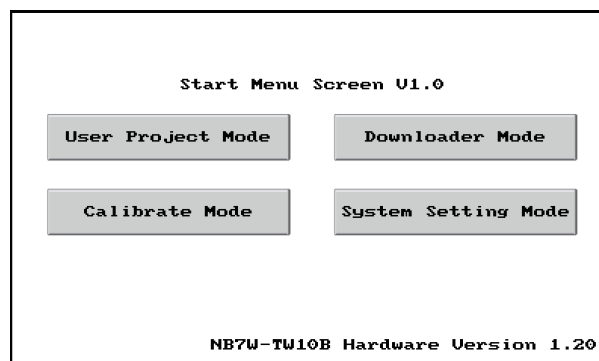 Start Menu Screen V1.0
User Project Mode
Downloader Mode
Calibrate Mode
System Setting Mode
NB7W-TW10B Hardware Version 1.20